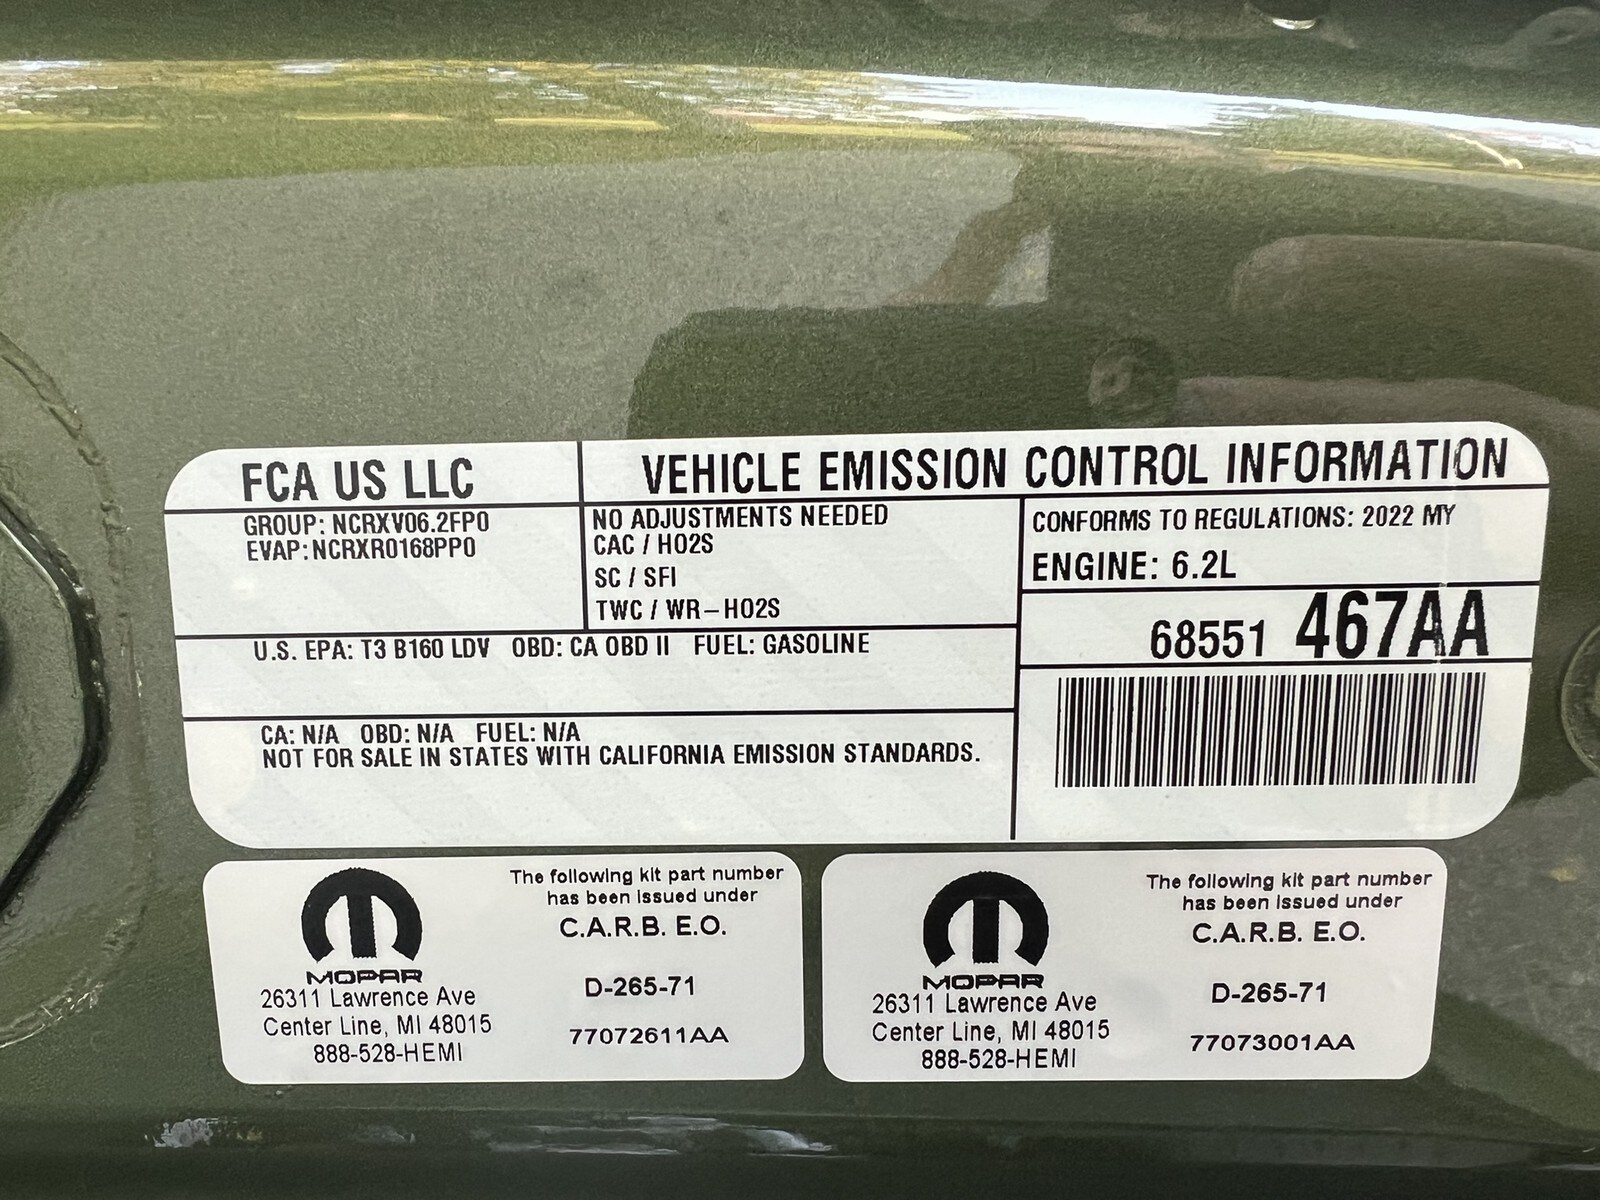 FCA US LLC
VEHICLE EMISSION CONTROL INFORMATION
GROUP: NCRXV06.2FP0
EVAP: NCRXR0168PP0
NO ADJUSTMENTS NEEDED
CAC / HO2S
SC / SFI
TWC / WR-HO2S
CONFORMS TO REGULATIONS: 2022 MY
ENGINE: 6.2L
68551 467AA
U.S. EPA: T3 B160 LDV OBD: CA OBD II FUEL: GASOLINE
CA: N/A OBD: N/A FUEL: N/A
NOT FOR SALE IN STATES WITH CALIFORNIA EMISSION STANDARDS.
MOPAR
26311 Lawrence Ave
Center Line, MI 48015
888-528-HEMI
The following kit part number
has been issued under
C.A.R.B. E.O.
D-265-71
77072611AA
MOPAR
26311 Lawrence Ave
Center Line, MI 48015
888-528-HEMI
The following kit part number
has been issued under
C.A.R.B. E.O.
D-265-71
77073001AA